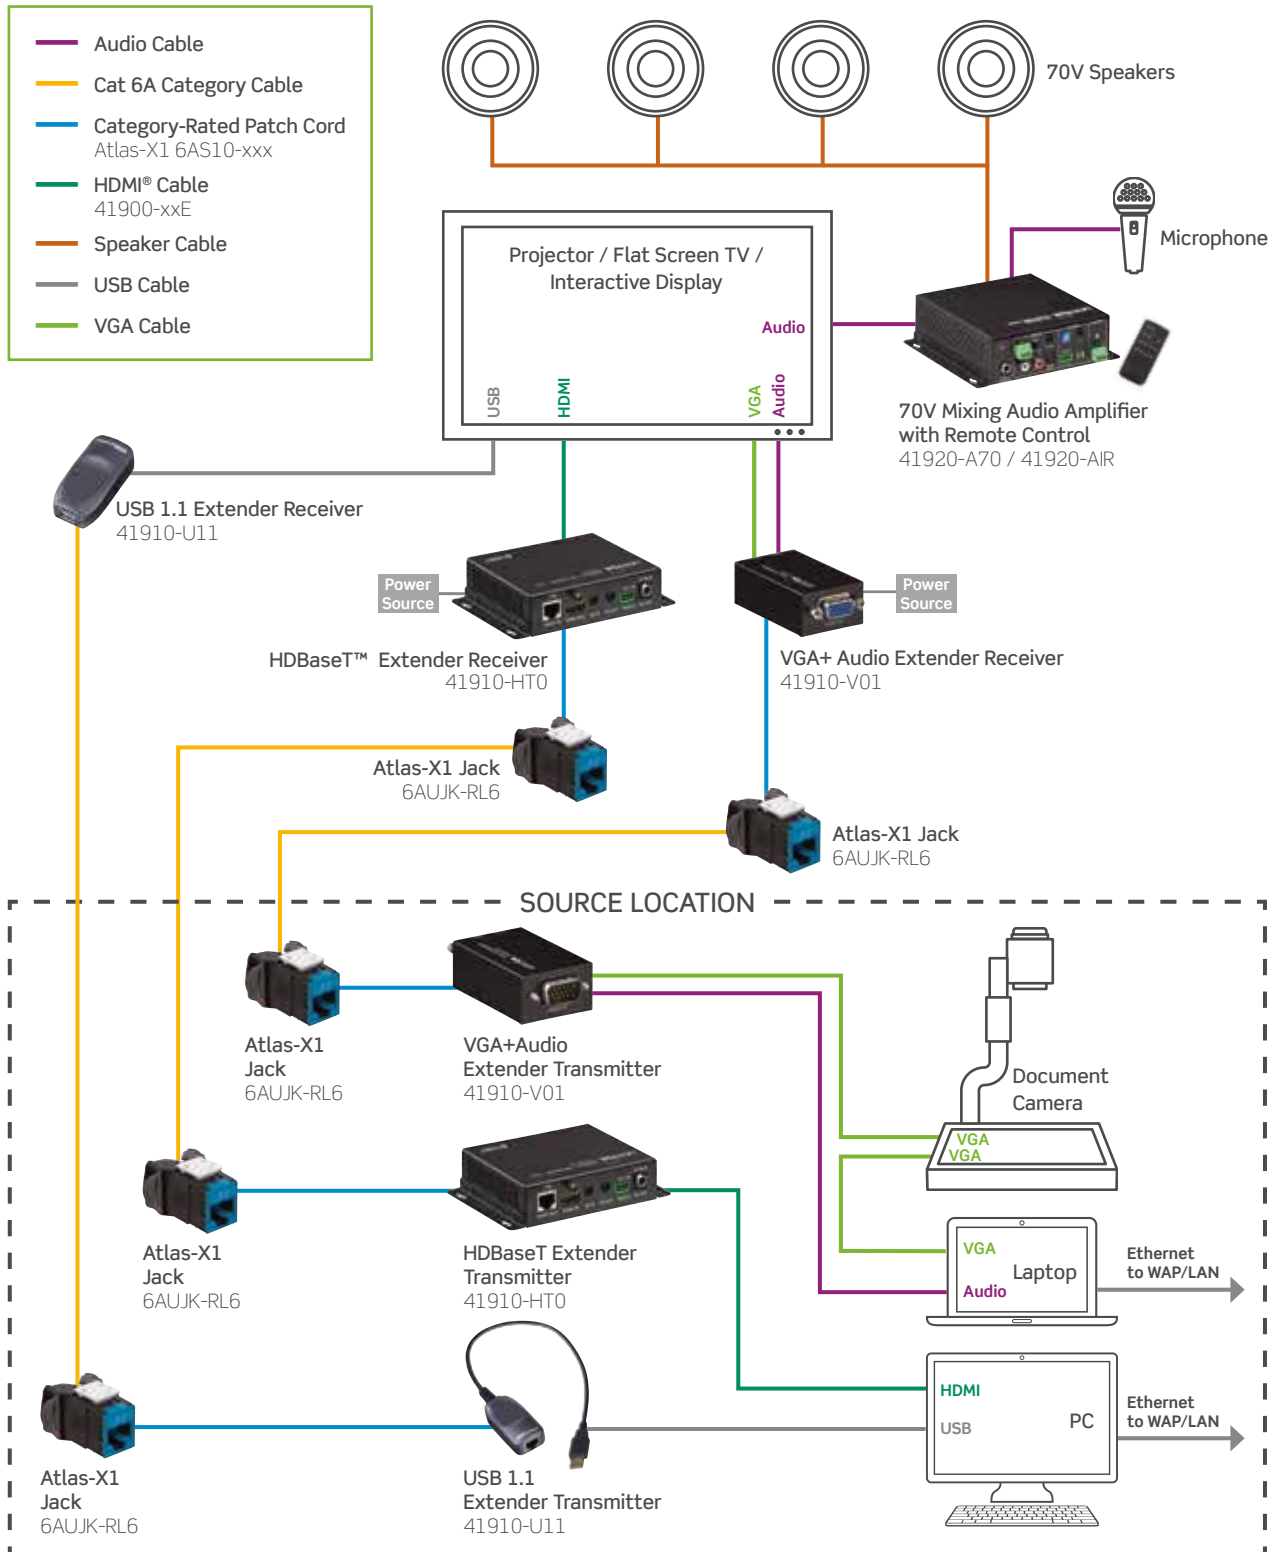 Audio Cable
Cat 6A Category Cable
Category-Rated Patch Cord
Atlas-X1 6AS10-xxx
HDMI® Cable
41900-xxE
Speaker Cable
USB Cable
VGA Cable
70V Speakers
Microphone
Projector / Flat Screen TV /
Interactive Display
Audio
USB
HDMI
VGA
Audio
70V Mixing Audio Amplifier
with Remote Control
41920-A70 / 41920-AIR
USB 1.1 Extender Receiver
41910-U11
Power
Source
Power
Source
HDBaseT™ Extender Receiver
41910-HT0
VGA+ Audio Extender Receiver
41910-V01
Atlas-X1 Jack
6AUJK-RL6
Atlas-X1 Jack
6AUJK-RL6
SOURCE LOCATION
Atlas-X1
Jack
6AUJK-RL6
VGA+Audio
Extender Transmitter
41910-V01
Document
Camera
VGA
VGA
Atlas-X1
Jack
6AUJK-RL6
HDBaseT Extender
Transmitter
41910-HT0
VGA
Laptop
Audio
Ethernet
to WAP/LAN
HDMI
USB
PC
Ethernet
to WAP/LAN
Atlas-X1
Jack
6AUJK-RL6
USB 1.1
Extender Transmitter
41910-U11